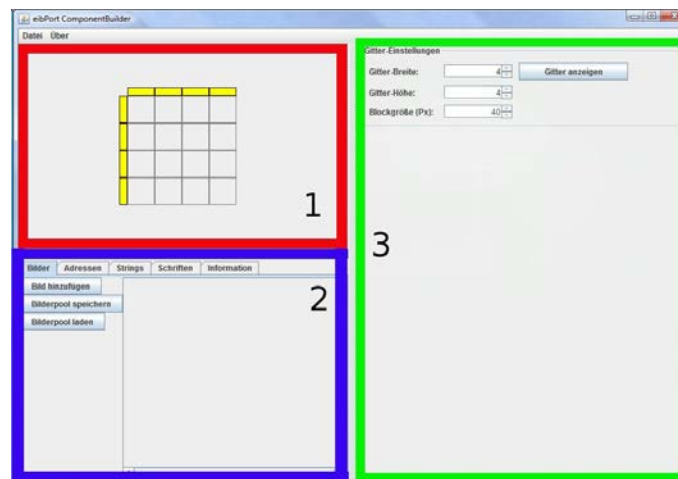 eibPort ComponentBuilder
Datei Über
1
Bilder Adressen Strings Schriften Information
Bild hinzufügen
Bilderpool speichern
Bilderpool laden
2
Gitter-Einstellungen
Gitter-Breite: 4 Gitter anzeigen
Gitter-Höhe: 4
Blockgröße (Px): 40
3